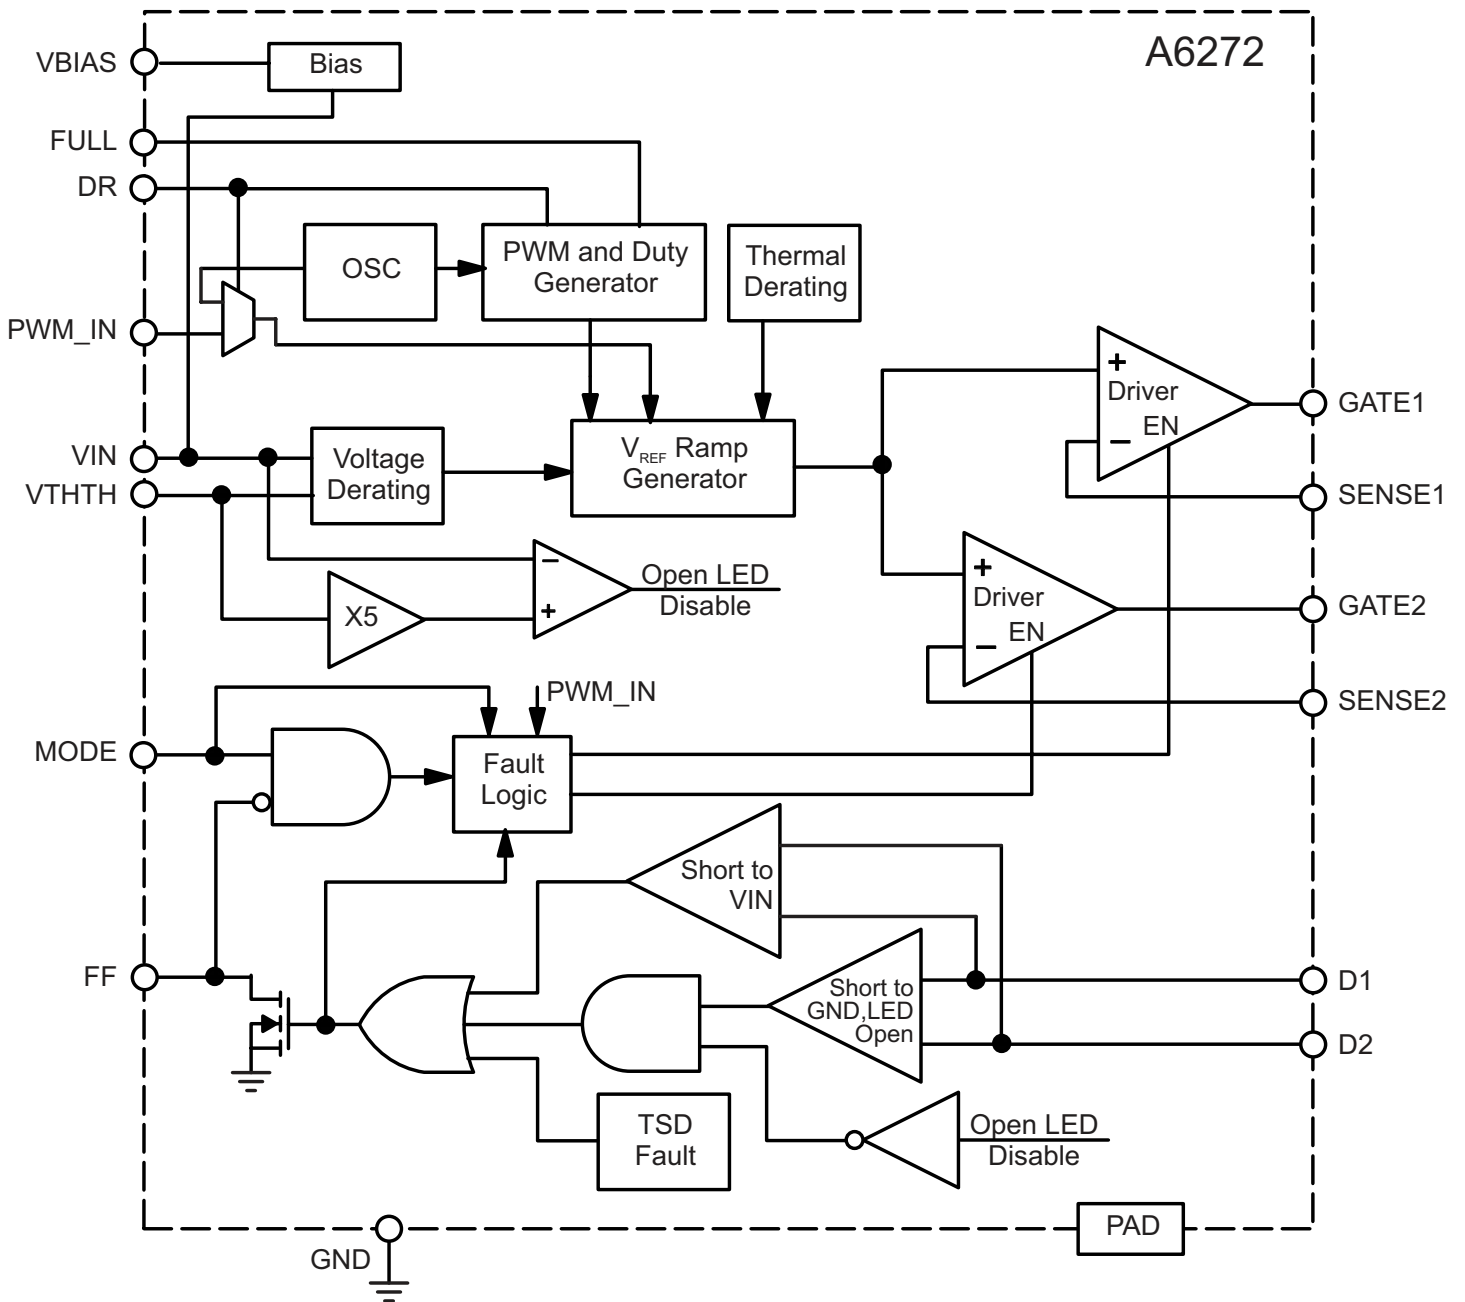 A6272
VBIAS
Bias
FULL
DR
OSC
PWM and Duty
Generator
Thermal
Derating
PWM_IN
+
Driver
EN
−
GATE1
VIN
VTHTH
Voltage
Derating
VREF Ramp
Generator
SENSE1
X5
−
+
Open LED
Disable
+
Driver
EN
−
GATE2
SENSE2
PWM_IN
MODE
Fault
Logic
Short to
VIN
FF
Short to
GND,LED
Open
D1
D2
TSD
Fault
Open LED
Disable
PAD
GND